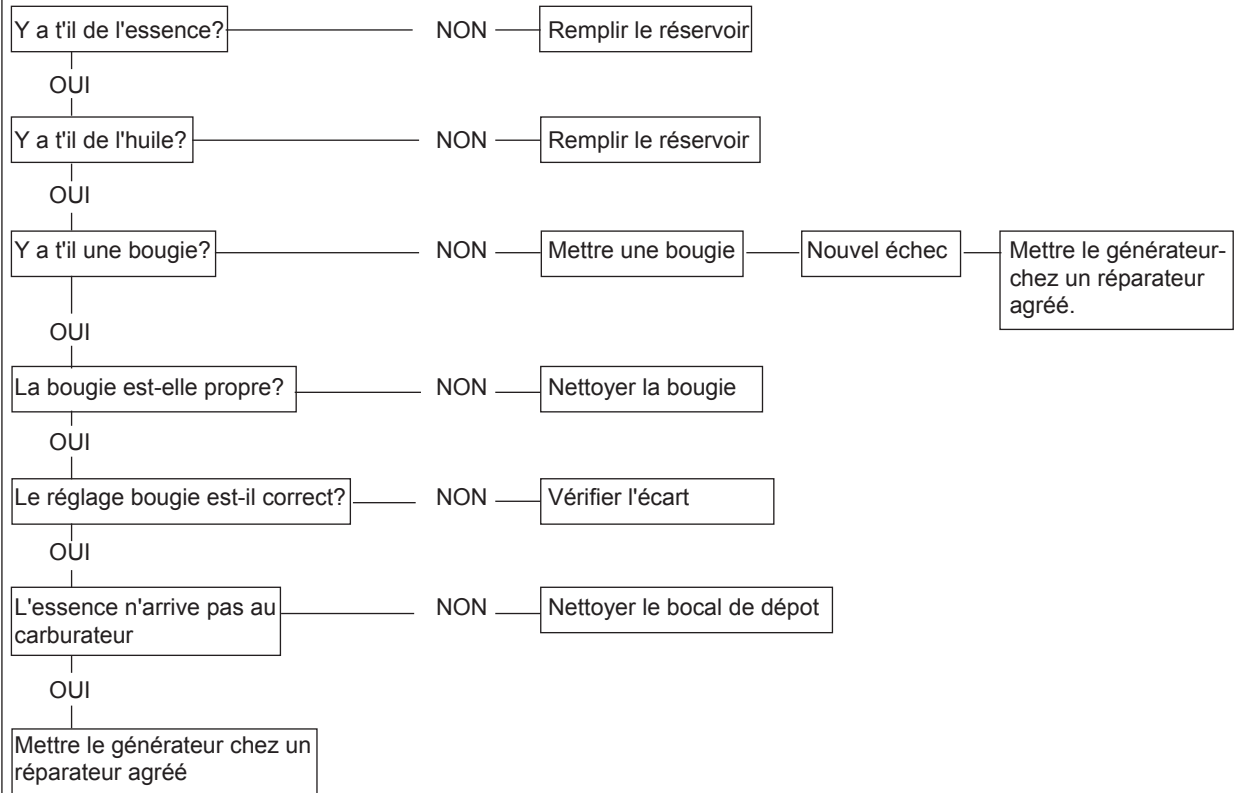 Y a t'il de l'essence? NON Remplir le réservoir
OUI
Y a t'il de l'huile? NON Remplir le réservoir
OUI
Y a t'il une bougie? NON Mettre une bougie Nouvel échec Mettre le générateur-
chez un réparateur
agréé.
OUI
La bougie est-elle propre? NON Nettoyer la bougie
OUI
Le réglage bougie est-il correct? NON Vérifier l'écart
OUI
L'essence n'arrive pas au NON Nettoyer le bocal de dépot
carburateur
OUI
Mettre le générateur chez un
réparateur agréé